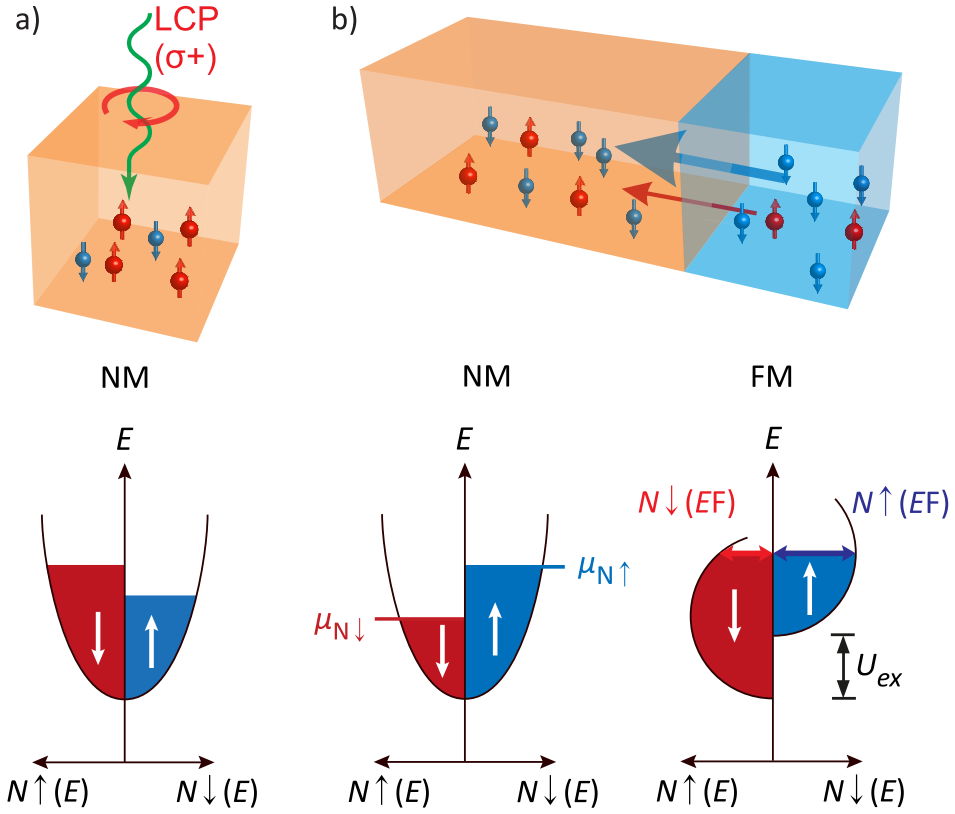 a)
LCP
(σ+)
b)
NM
NM
FM
E
E
E
N↓(EF)
N↑(EF)
μN↑
μN↓
Uex
N↑(E)
N↓(E)
N↑(E)
N↓(E)
N↑(E)
N↓(E)